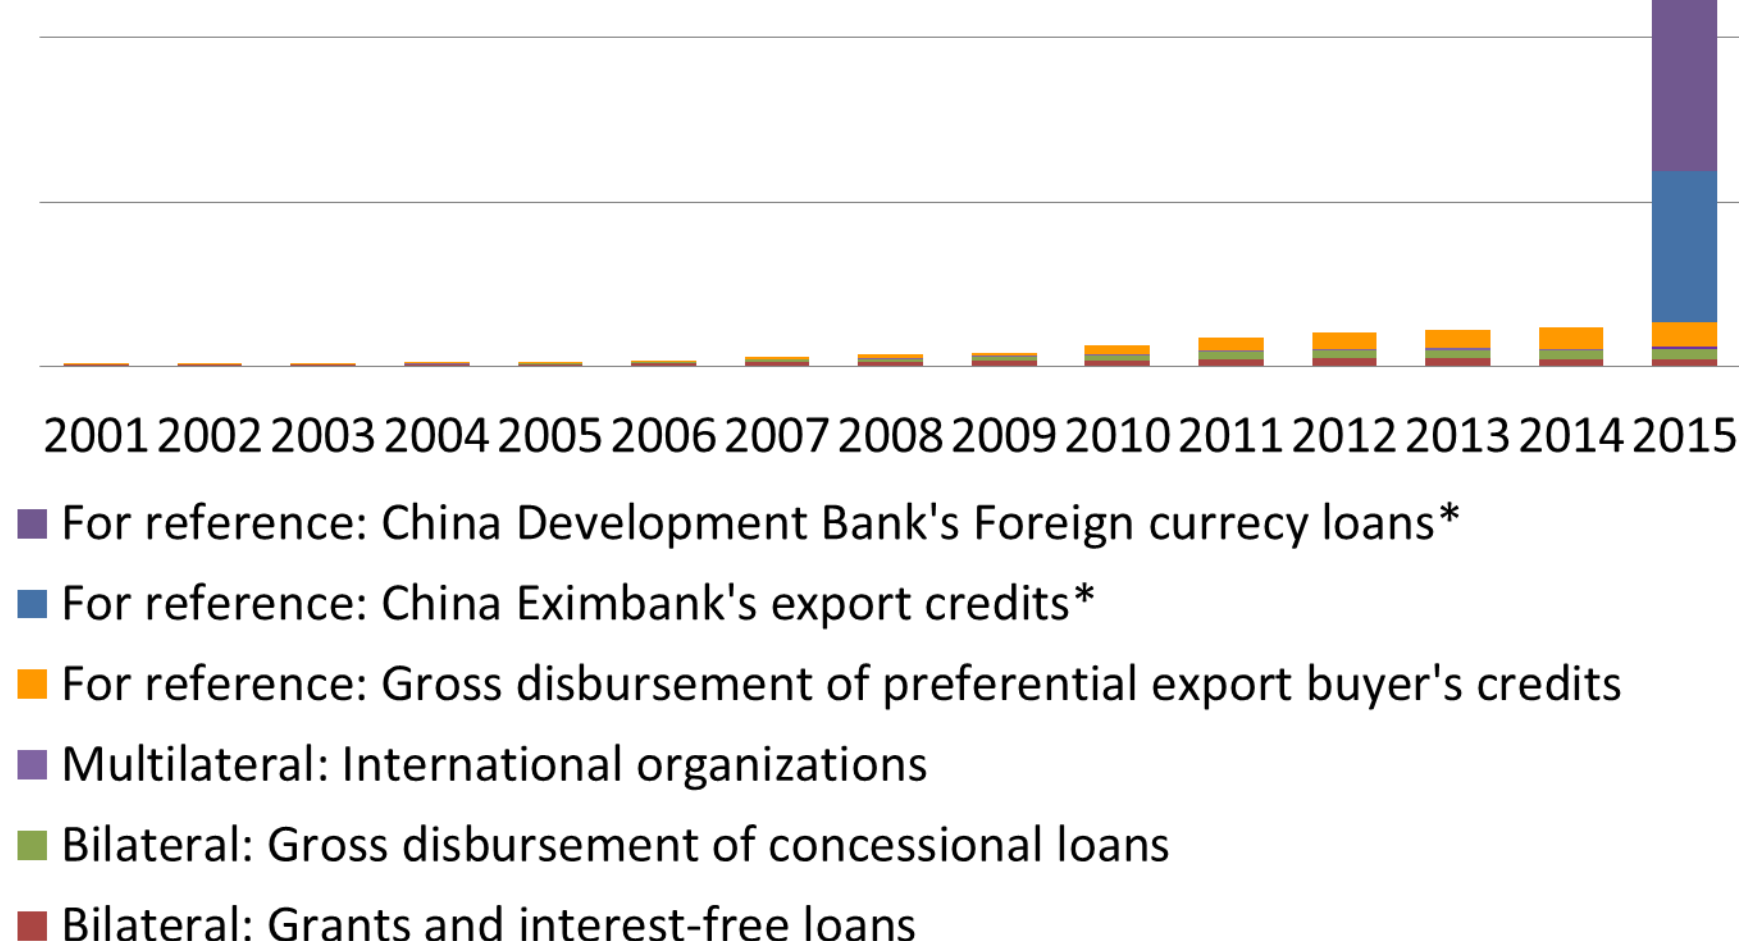 2001 2002 2003 2004 2005 2006 2007 2008 2009 2010 2011 2012 2013 2014 2015
For reference: China Development Bank's Foreign currecy loans*
For reference: China Eximbank's export credits*
For reference: Gross disbursement of preferential export buyer's credits
Multilateral: International organizations
Bilateral: Gross disbursement of concessional loans
Bilateral: Grants and interest-free loans